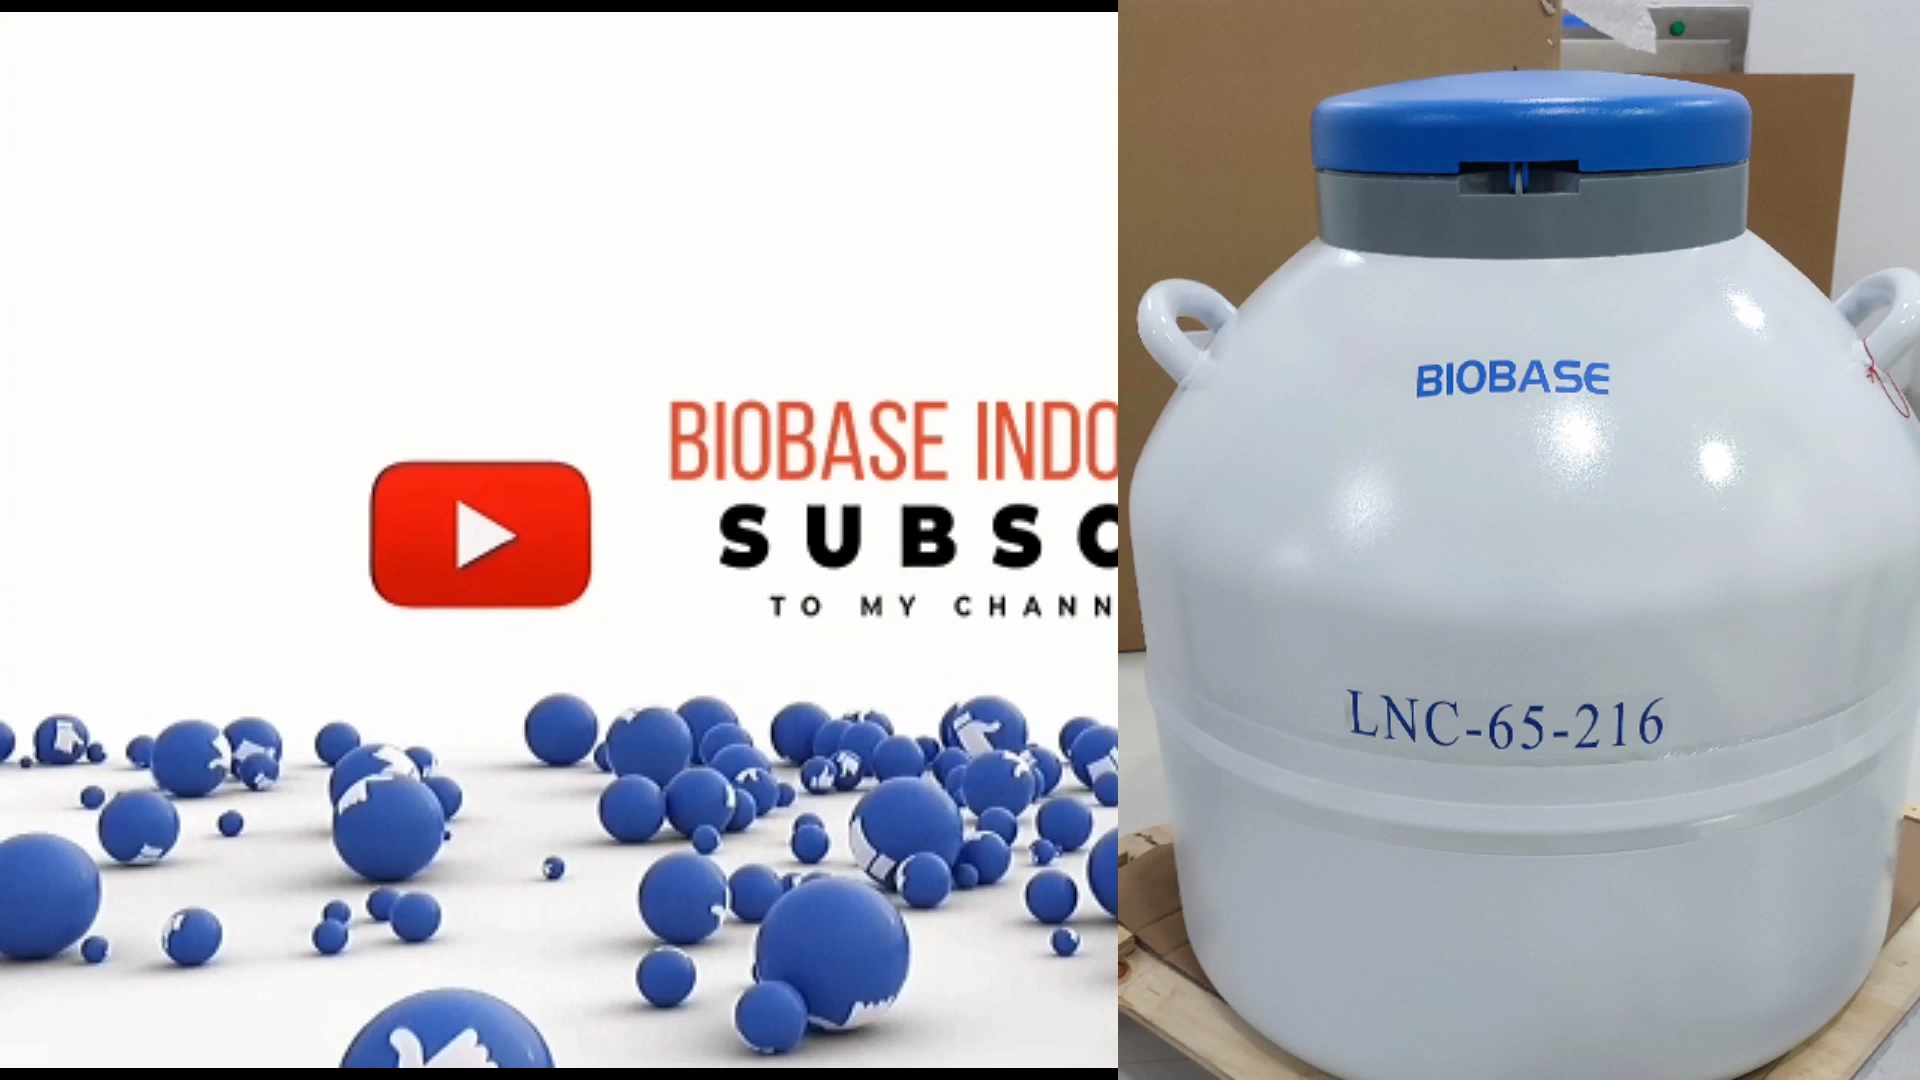 BIOBASE INDO
SUBSC
TO MY CHANN
BIOBASE
LNC-65-216